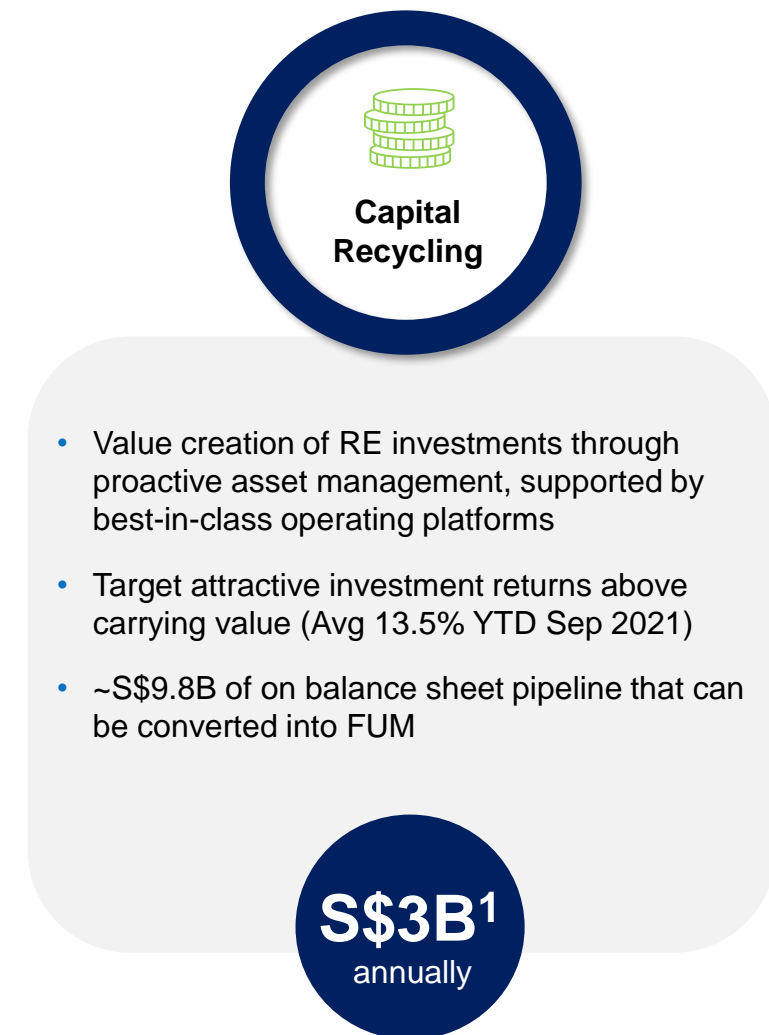 Capital
Recycling
• Value creation of RE investments through
proactive asset management, supported by
best-in-class operating platforms
• Target attractive investment returns above
carrying value (Avg 13.5% YTD Sep 2021)
• ~S$9.8B of on balance sheet pipeline that can
be converted into FUM
S$3B¹
annually